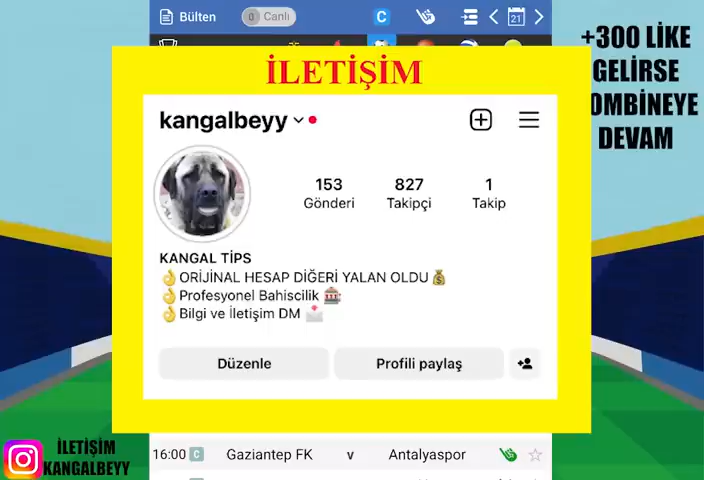 Bülten
Canlı
C
21
+300 LİKE
GELİRSE
OMBİNEYE
DEVAM
İLETİŞİM
kangalbeyy
153
827
1
Gönderi
Takipçi
Takip
KANGAL TİPS
👌ORİJİNAL HESAP DİĞERİ YALAN OLDU💰
👌Profesyonel Bahiscilik 🎰
👌Bilgi ve İletişim DM 📩
Düzenle
Profili paylaş
16:00 C Gaziantep FK v Antalyaspor
İLETİŞİM
KANGALBEYY